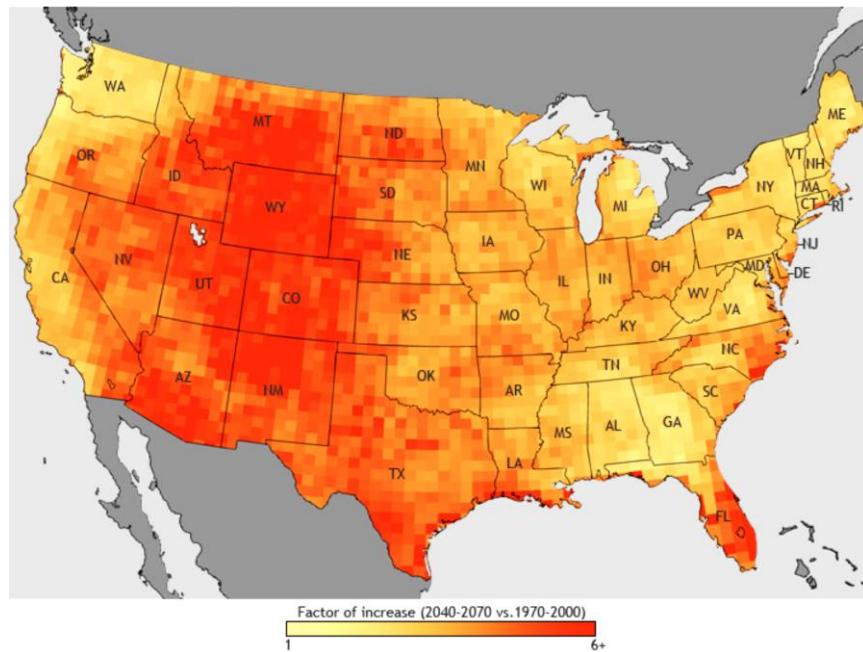 WA
MT
ND
MN
ME
VT
NH
OR
ID
SD
WI
MI
NY
MA
CT
RI
WY
IA
PA
NJ
NE
NV
UT
CO
CA
IL
IN
OH
MD
DE
WV
VA
KS
MO
KY
AZ
NM
OK
AR
TN
NC
SC
MS
AL
GA
TX
LA
FL
Factor of increase (2040-2070 vs.1970-2000)
1 6+